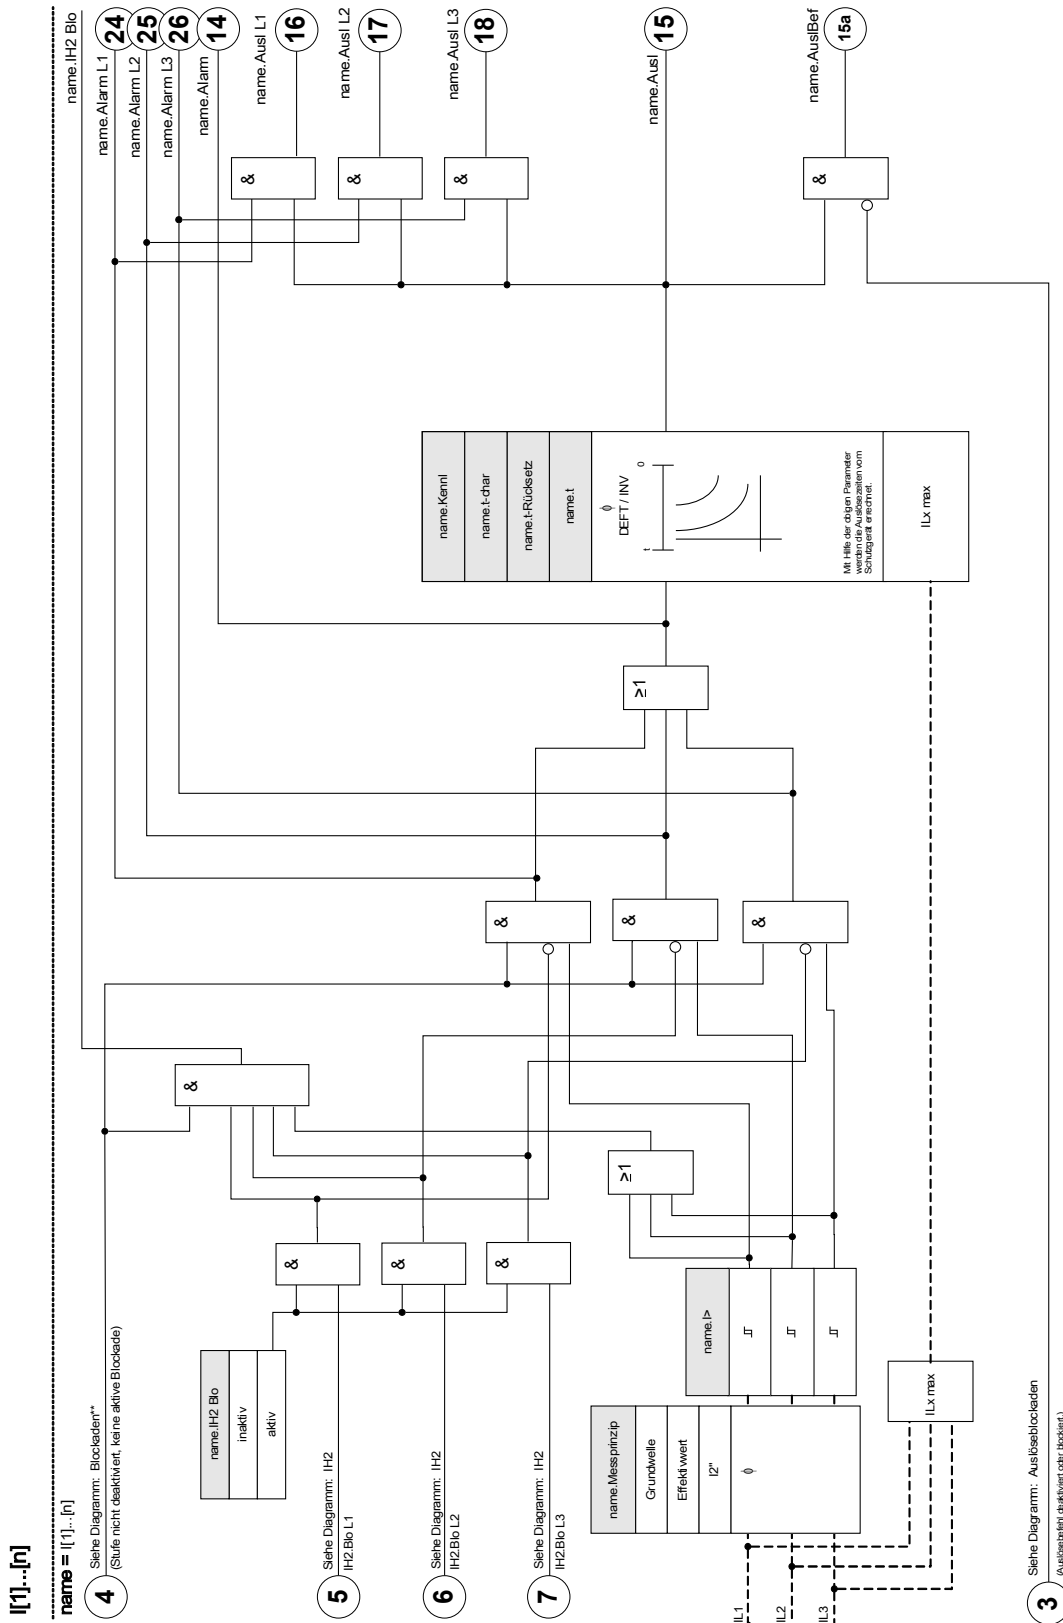 I[1]...[n]
name = I[1]...[n]
4
Siehe Diagramm: Blockaden**
(Stufe nicht deaktiviert, keine aktive Blockade)
name.IH2 Blo
inaktiv
aktiv
5
Siehe Diagramm: IH2
IH2.Blo L1
6
Siehe Diagramm: IH2
IH2.Blo L2
7
Siehe Diagramm: IH2
IH2.Blo L3
name.Messprinzip
Grundwelle
Effektivwert
I2"
ϕ
IL1
IL2
IL3
name.I>
ILx max
3
Siehe Diagramm: Auslöseblockaden
(Auslösebefehl deaktiviert oder blockiert.)
&
&
&
&
≥1
&
&
&
≥1
name.Kennl
name.t-char
name.t-Rücksetz
name.t
ϕ
DEFT / INV
t
0
Mit Hilfe der obigen Parameter
werden die Auslösezeiten vom
Schutzgerät errechnet.
ILx max
&
&
&
&
name.IH2 Blo
name.Alarm L1
24
name.Alarm L2
25
name.Alarm L3
26
name.Alarm
14
name.Ausl L1
16
name.Ausl L2
17
name.Ausl L3
18
name.Ausl
15
name.AuslBef
15a